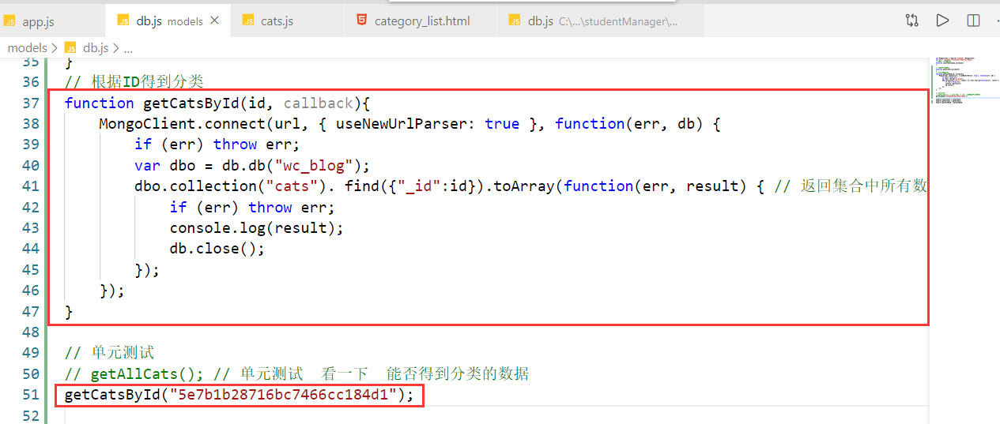 JS app.js
JS db.js models ×
JS cats.js
category_list.html
JS db.js C:\...\studentManager\...
models > JS db.js > ...
35 }
36 // 根据ID得到分类
37 function getCatsById(id, callback){
38 MongoClient.connect(url, { useNewUrlParser: true }, function(err, db) {
39 if (err) throw err;
40 var dbo = db.db("wc_blog");
41 dbo.collection("cats"). find({"_id":id}).toArray(function(err, result) { // 返回集合中所有数
42 if (err) throw err;
43 console.log(result);
44 db.close();
45 });
46 });
47 }
48
49 // 单元测试
50 // getAllCats(); // 单元测试 看一下 能否得到分类的数据
51 getCatsById("5e7b1b28716bc7466cc184d1");
52